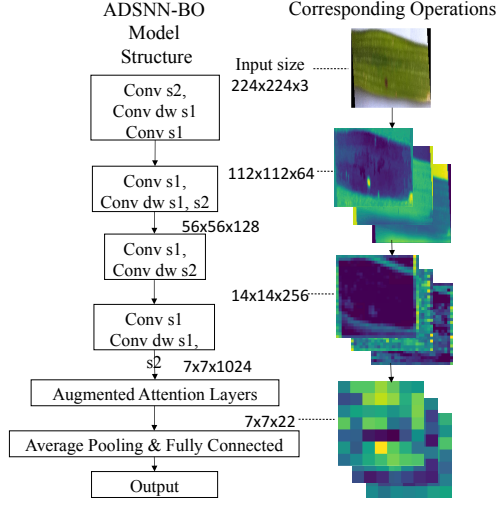 ADSNN-BO
Model
Structure
Corresponding Operations
Input size
224x224x3
Conv s2,
Conv dw s1
Conv s1
112x112x64
Conv s1,
Conv dw s1, s2
56x56x128
Conv s1,
Conv dw s2
14x14x256
Conv s1
Conv dw s1,
s2
7x7x1024
Augmented Attention Layers
7x7x22
Average Pooling & Fully Connected
Output